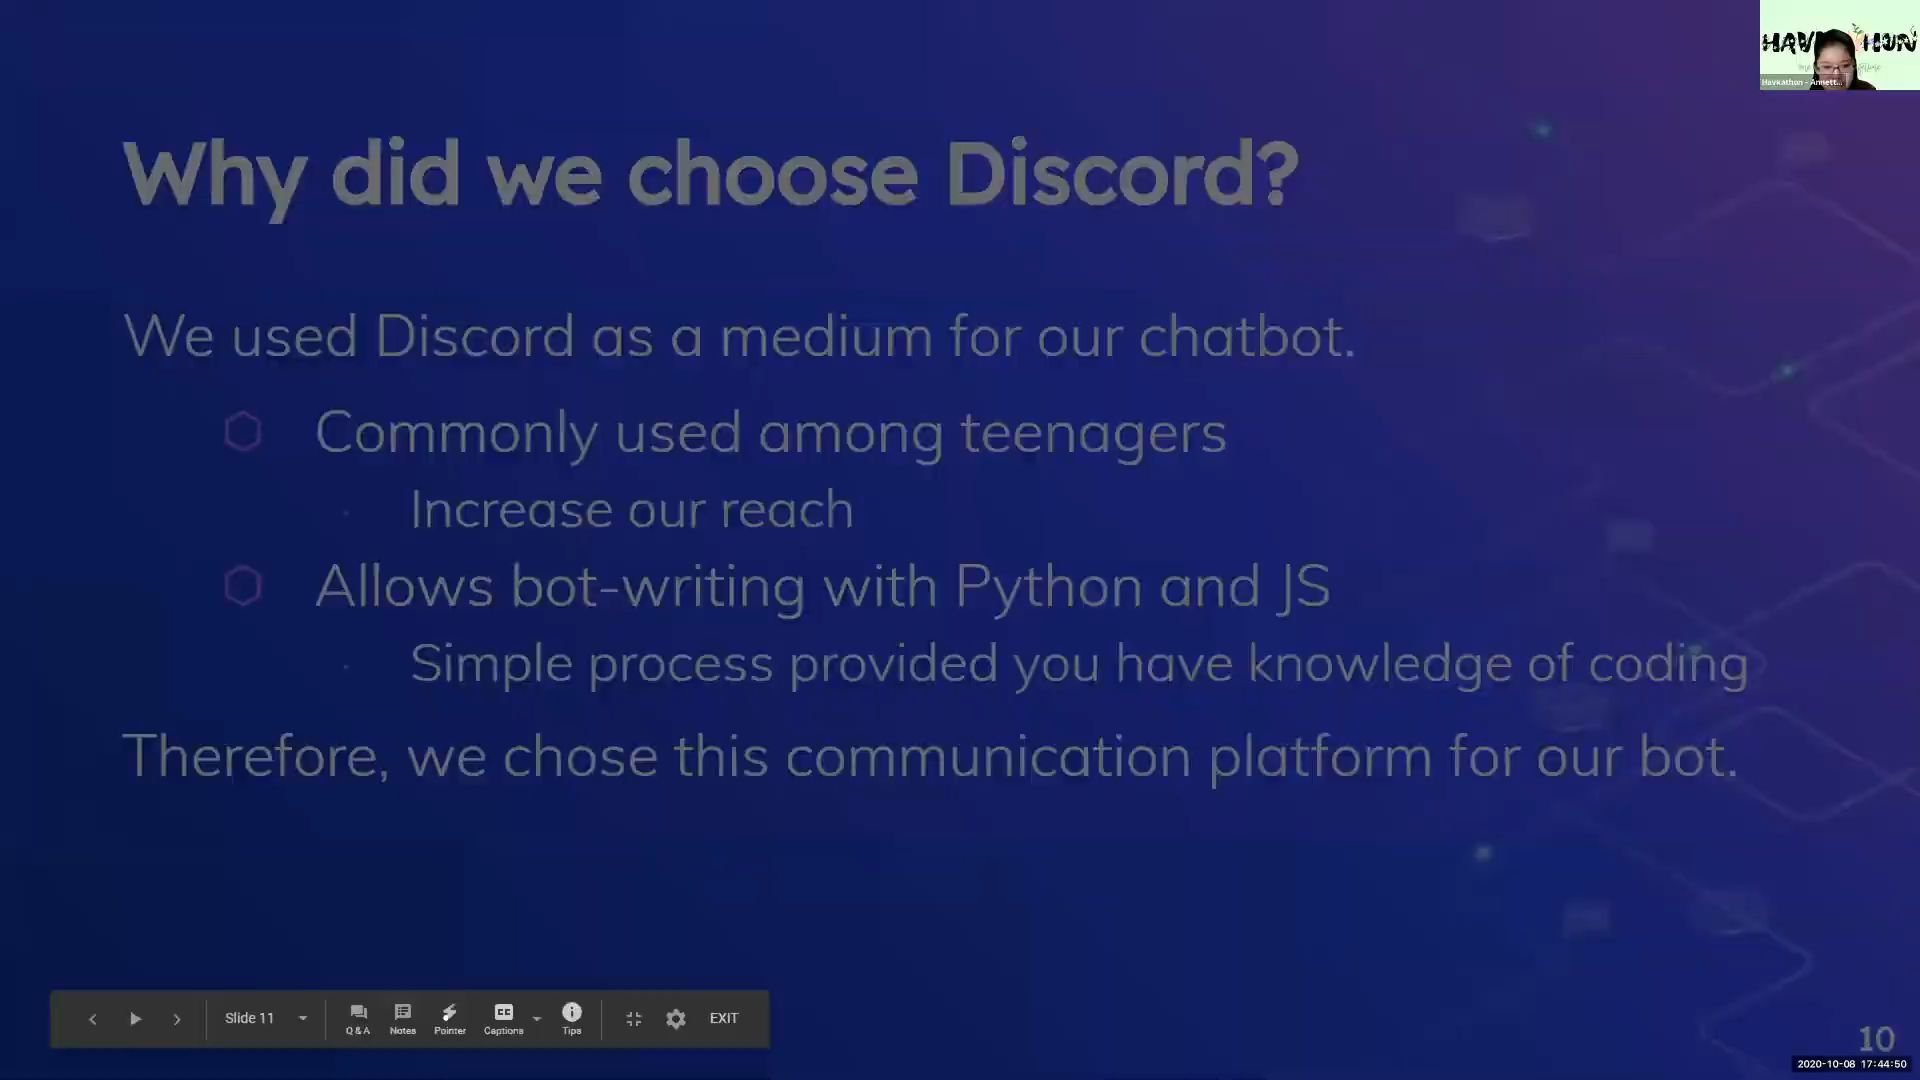 Why did we choose Discord?
We used Discord as a medium for our chatbot.
Commonly used among teenagers
Increase our reach
Allows bot-writing with Python and JS
Simple process provided you have knowledge of coding
Therefore, we chose this communication platform for our bot.
Slide 11
Q & A
Notes
Pointer
Captions
Tips
EXIT
10
2020-10-08 17:44:50
Havkathon - Annett...